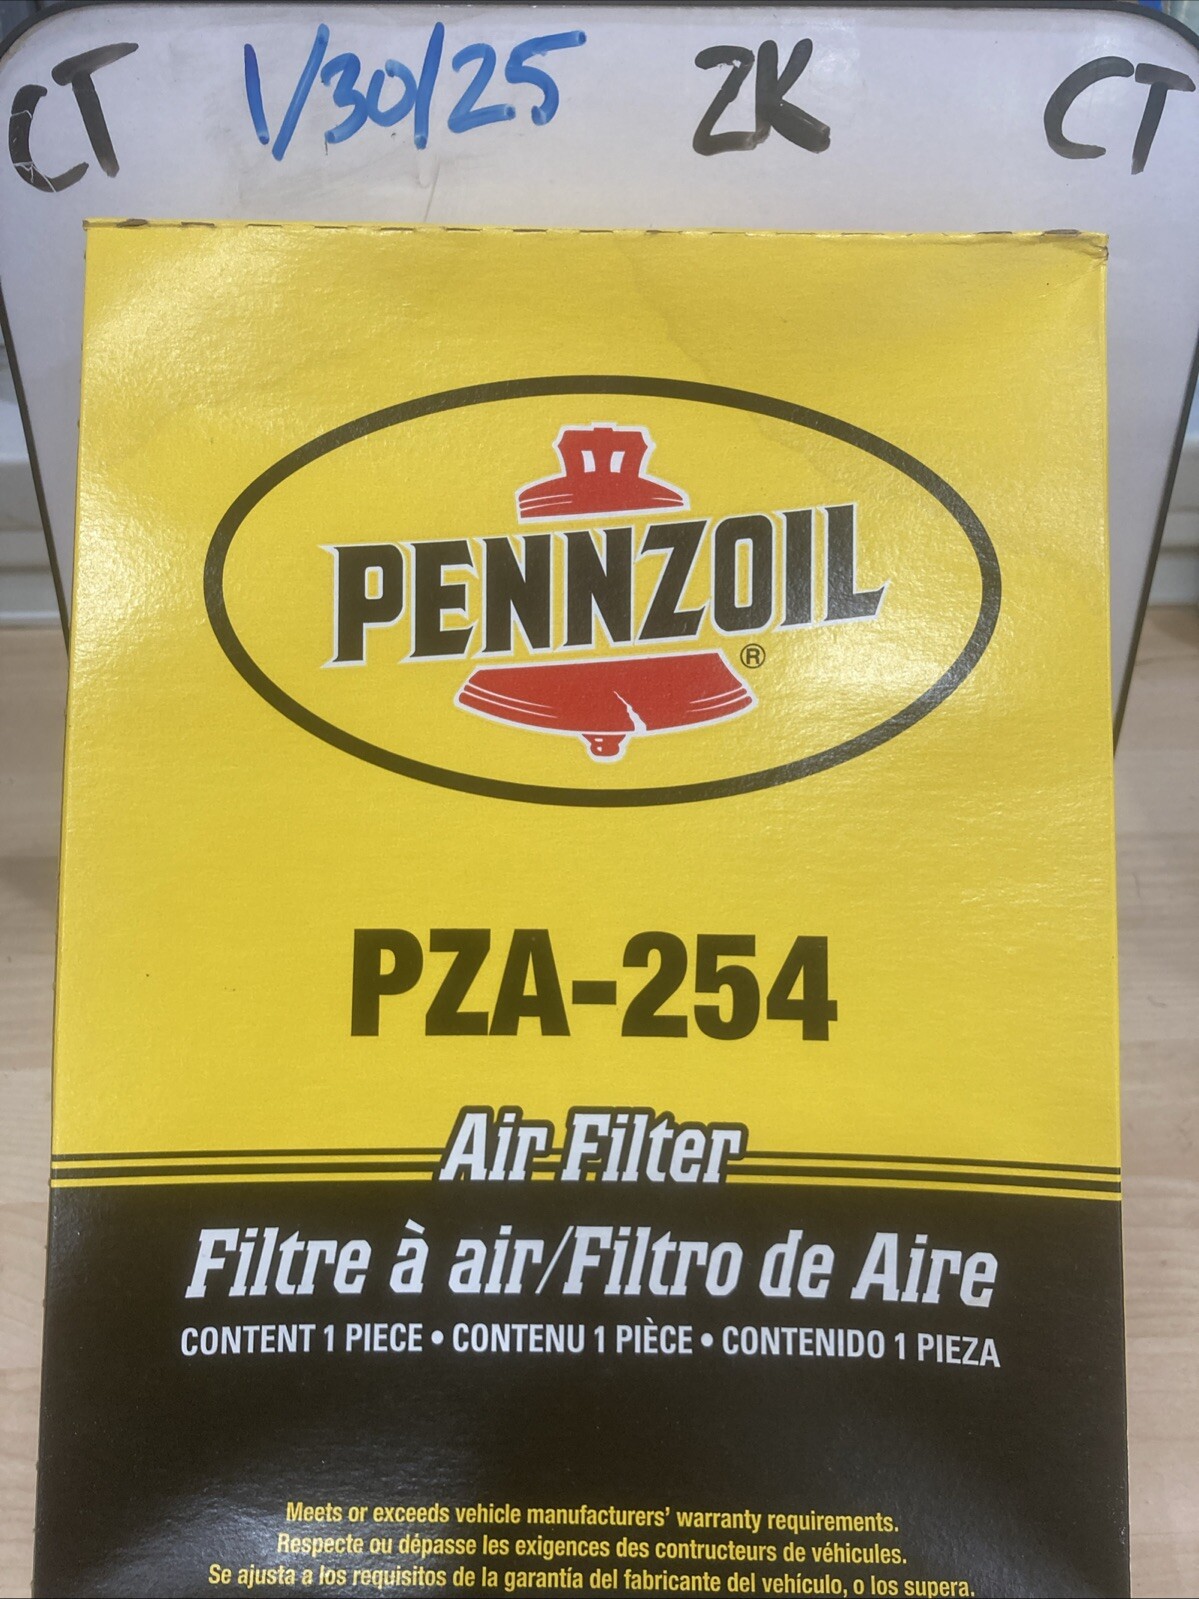 CT 1/30/25 ZK CT
PENNZOIL®
PZA-254
Air Filter
Filtre à air/Filtro de Aire
CONTENT 1 PIECE • CONTENU 1 PIÈCE • CONTENIDO 1 PIEZA
Meets or exceeds vehicle manufacturers' warranty requirements.
Respecte ou dépasse les exigences des contructeurs de véhicules.
Se ajusta a los requisitos de la garantía del fabricante del vehículo, o los supera.